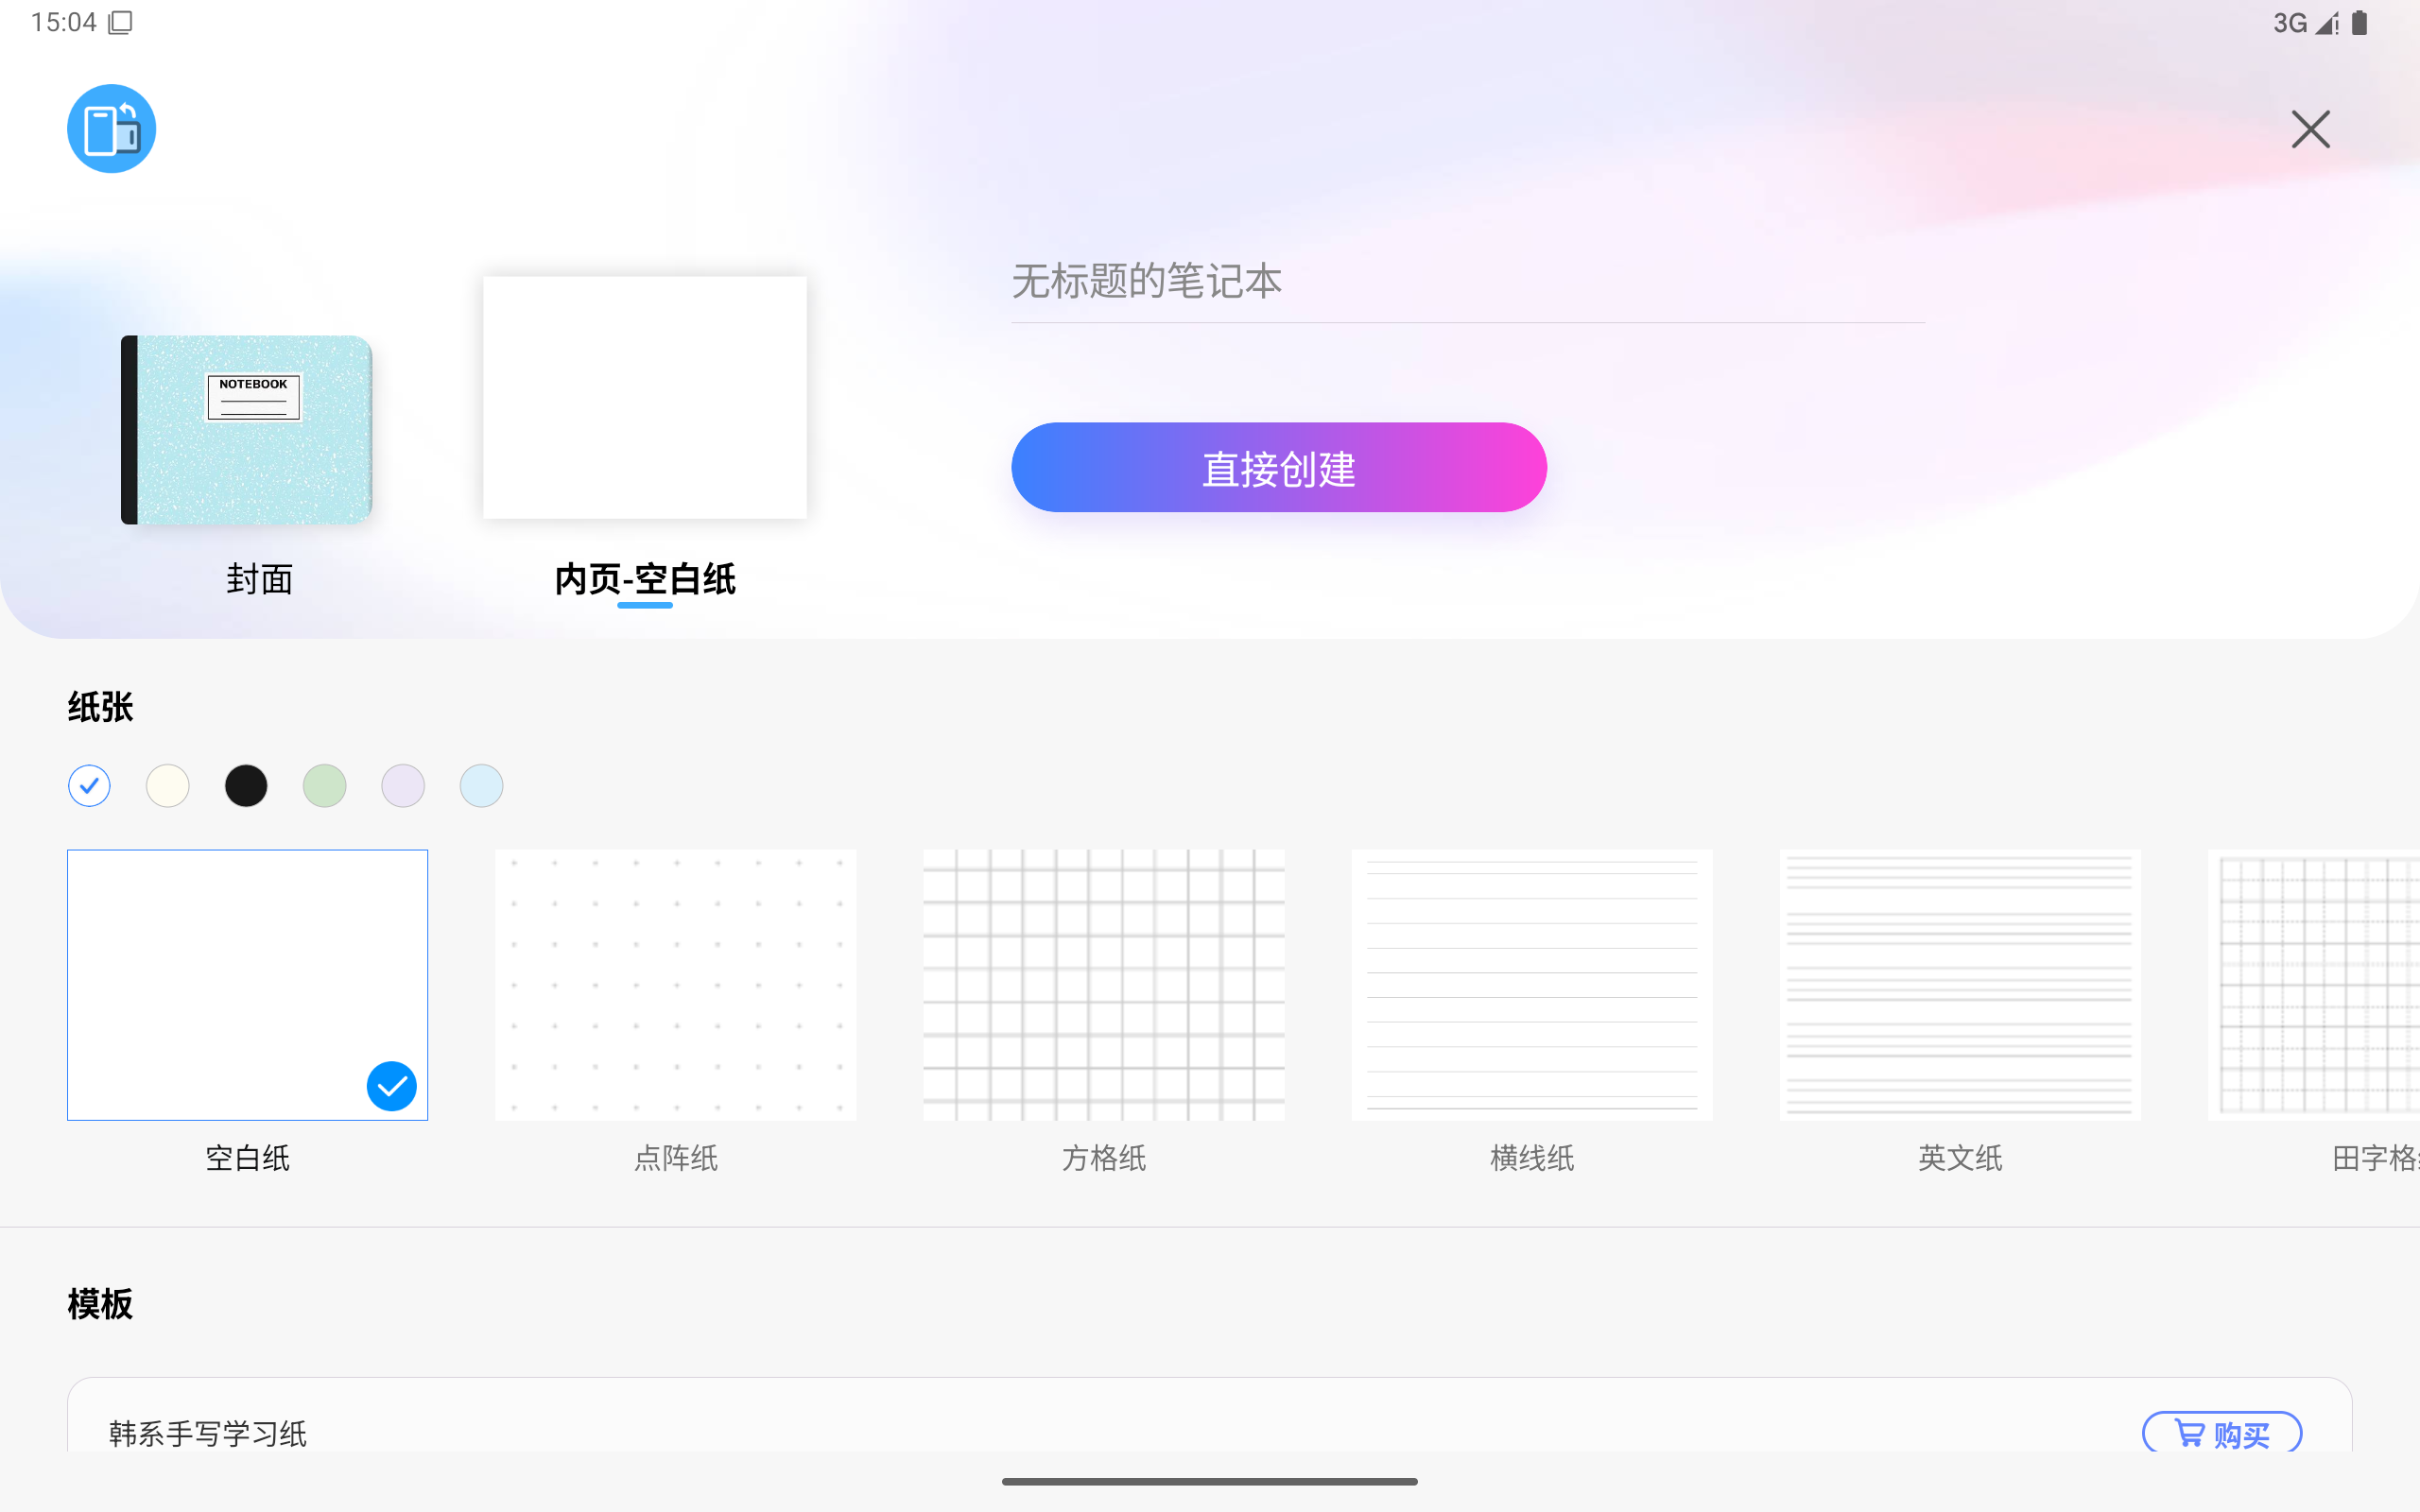 15:04
3G
无标题的笔记本
NOTEBOOK
直接创建
封面
内页-空白纸
纸张
空白纸
点阵纸
方格纸
横线纸
英文纸
田字格
模板
韩系手写学习纸
购买